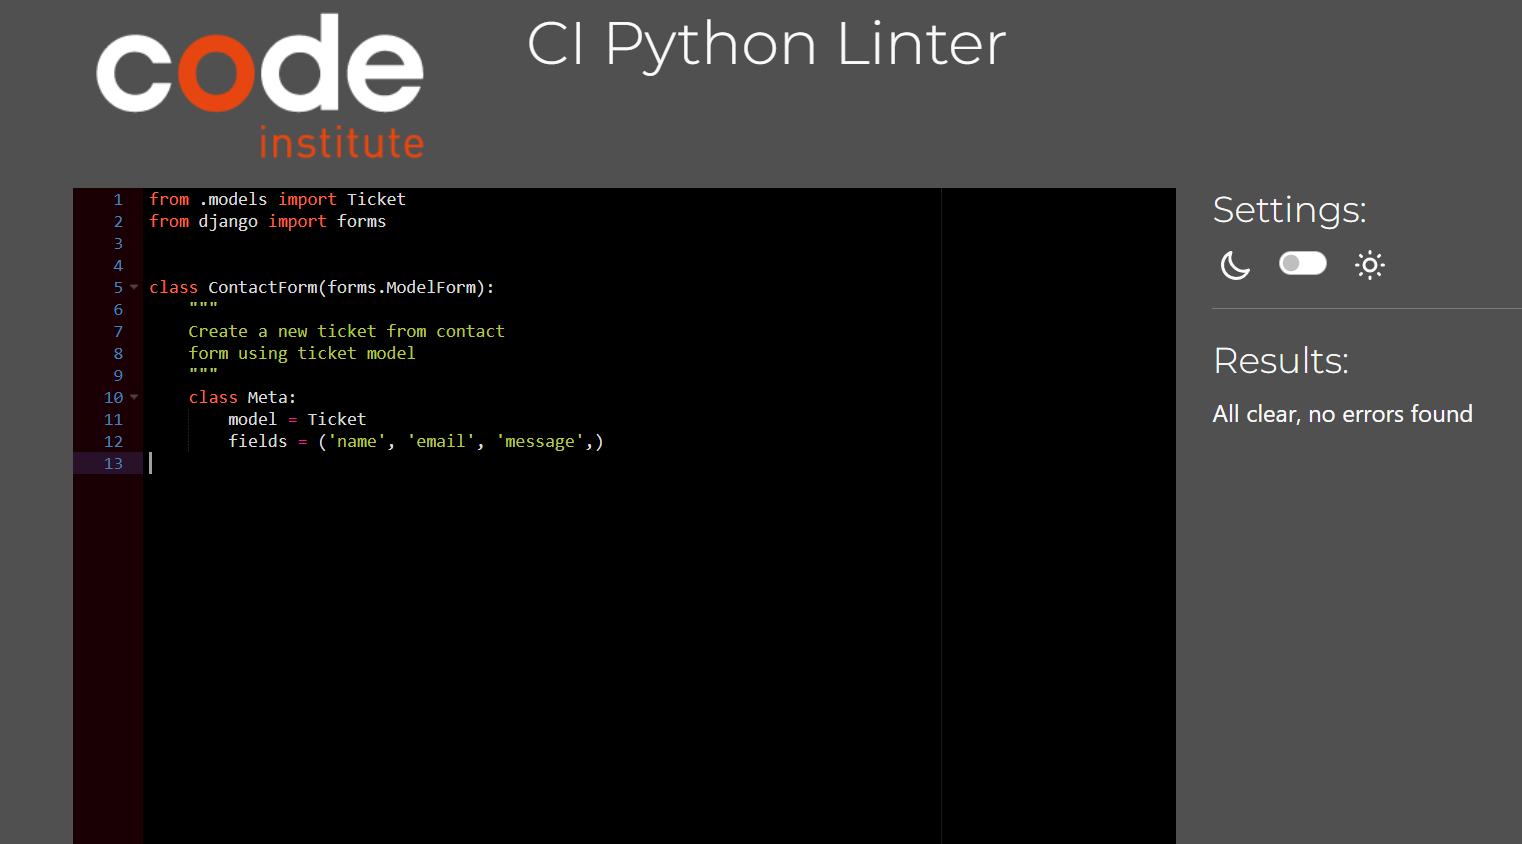 code
institute
CI Python Linter
1 from .models import Ticket
2 from django import forms
3
4
5 class ContactForm(forms.ModelForm):
6     """
7     Create a new ticket from contact
8     form using ticket model
9     """
10     class Meta:
11         model = Ticket
12         fields = ('name', 'email', 'message',)
13
Settings:
Results:
All clear, no errors found